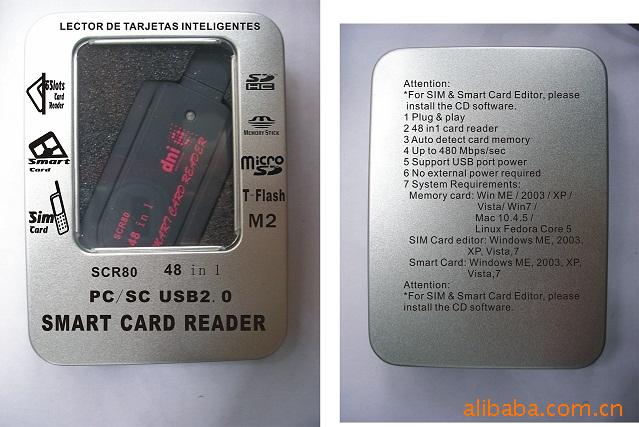 LECTOR DE TARJETAS INTELIGENTES
6Slots
Card
Reader
Smart
Card
Sim
Card
SD
HC
MEMORY STICK
micro
SD
T-Flash
M2
dni
SCR80
48 in 1
SMART CARD READER
SCR80 48 in 1
PC/SC USB2.0
SMART CARD READER
Attention:
*For SIM & Smart Card Editor, please
install the CD software.
1 Plug & play
2 48 in1 card reader
3 Auto detect card memory
4 Up to 480 Mbps/sec
5 Support USB port power
6 No external power required
7 System Requirements:
Memory card: Win ME / 2003 / XP /
Vista/ Win7 /
Mac 10.4.5 /
Linux Fedora Core 5
SIM Card editor: Windows ME, 2003,
XP, Vista,7
Smart Card: Windows ME, 2003, XP,
Vista,7
Attention:
*For SIM & Smart Card Editor, please
install the CD software.
alibaba.com.cn